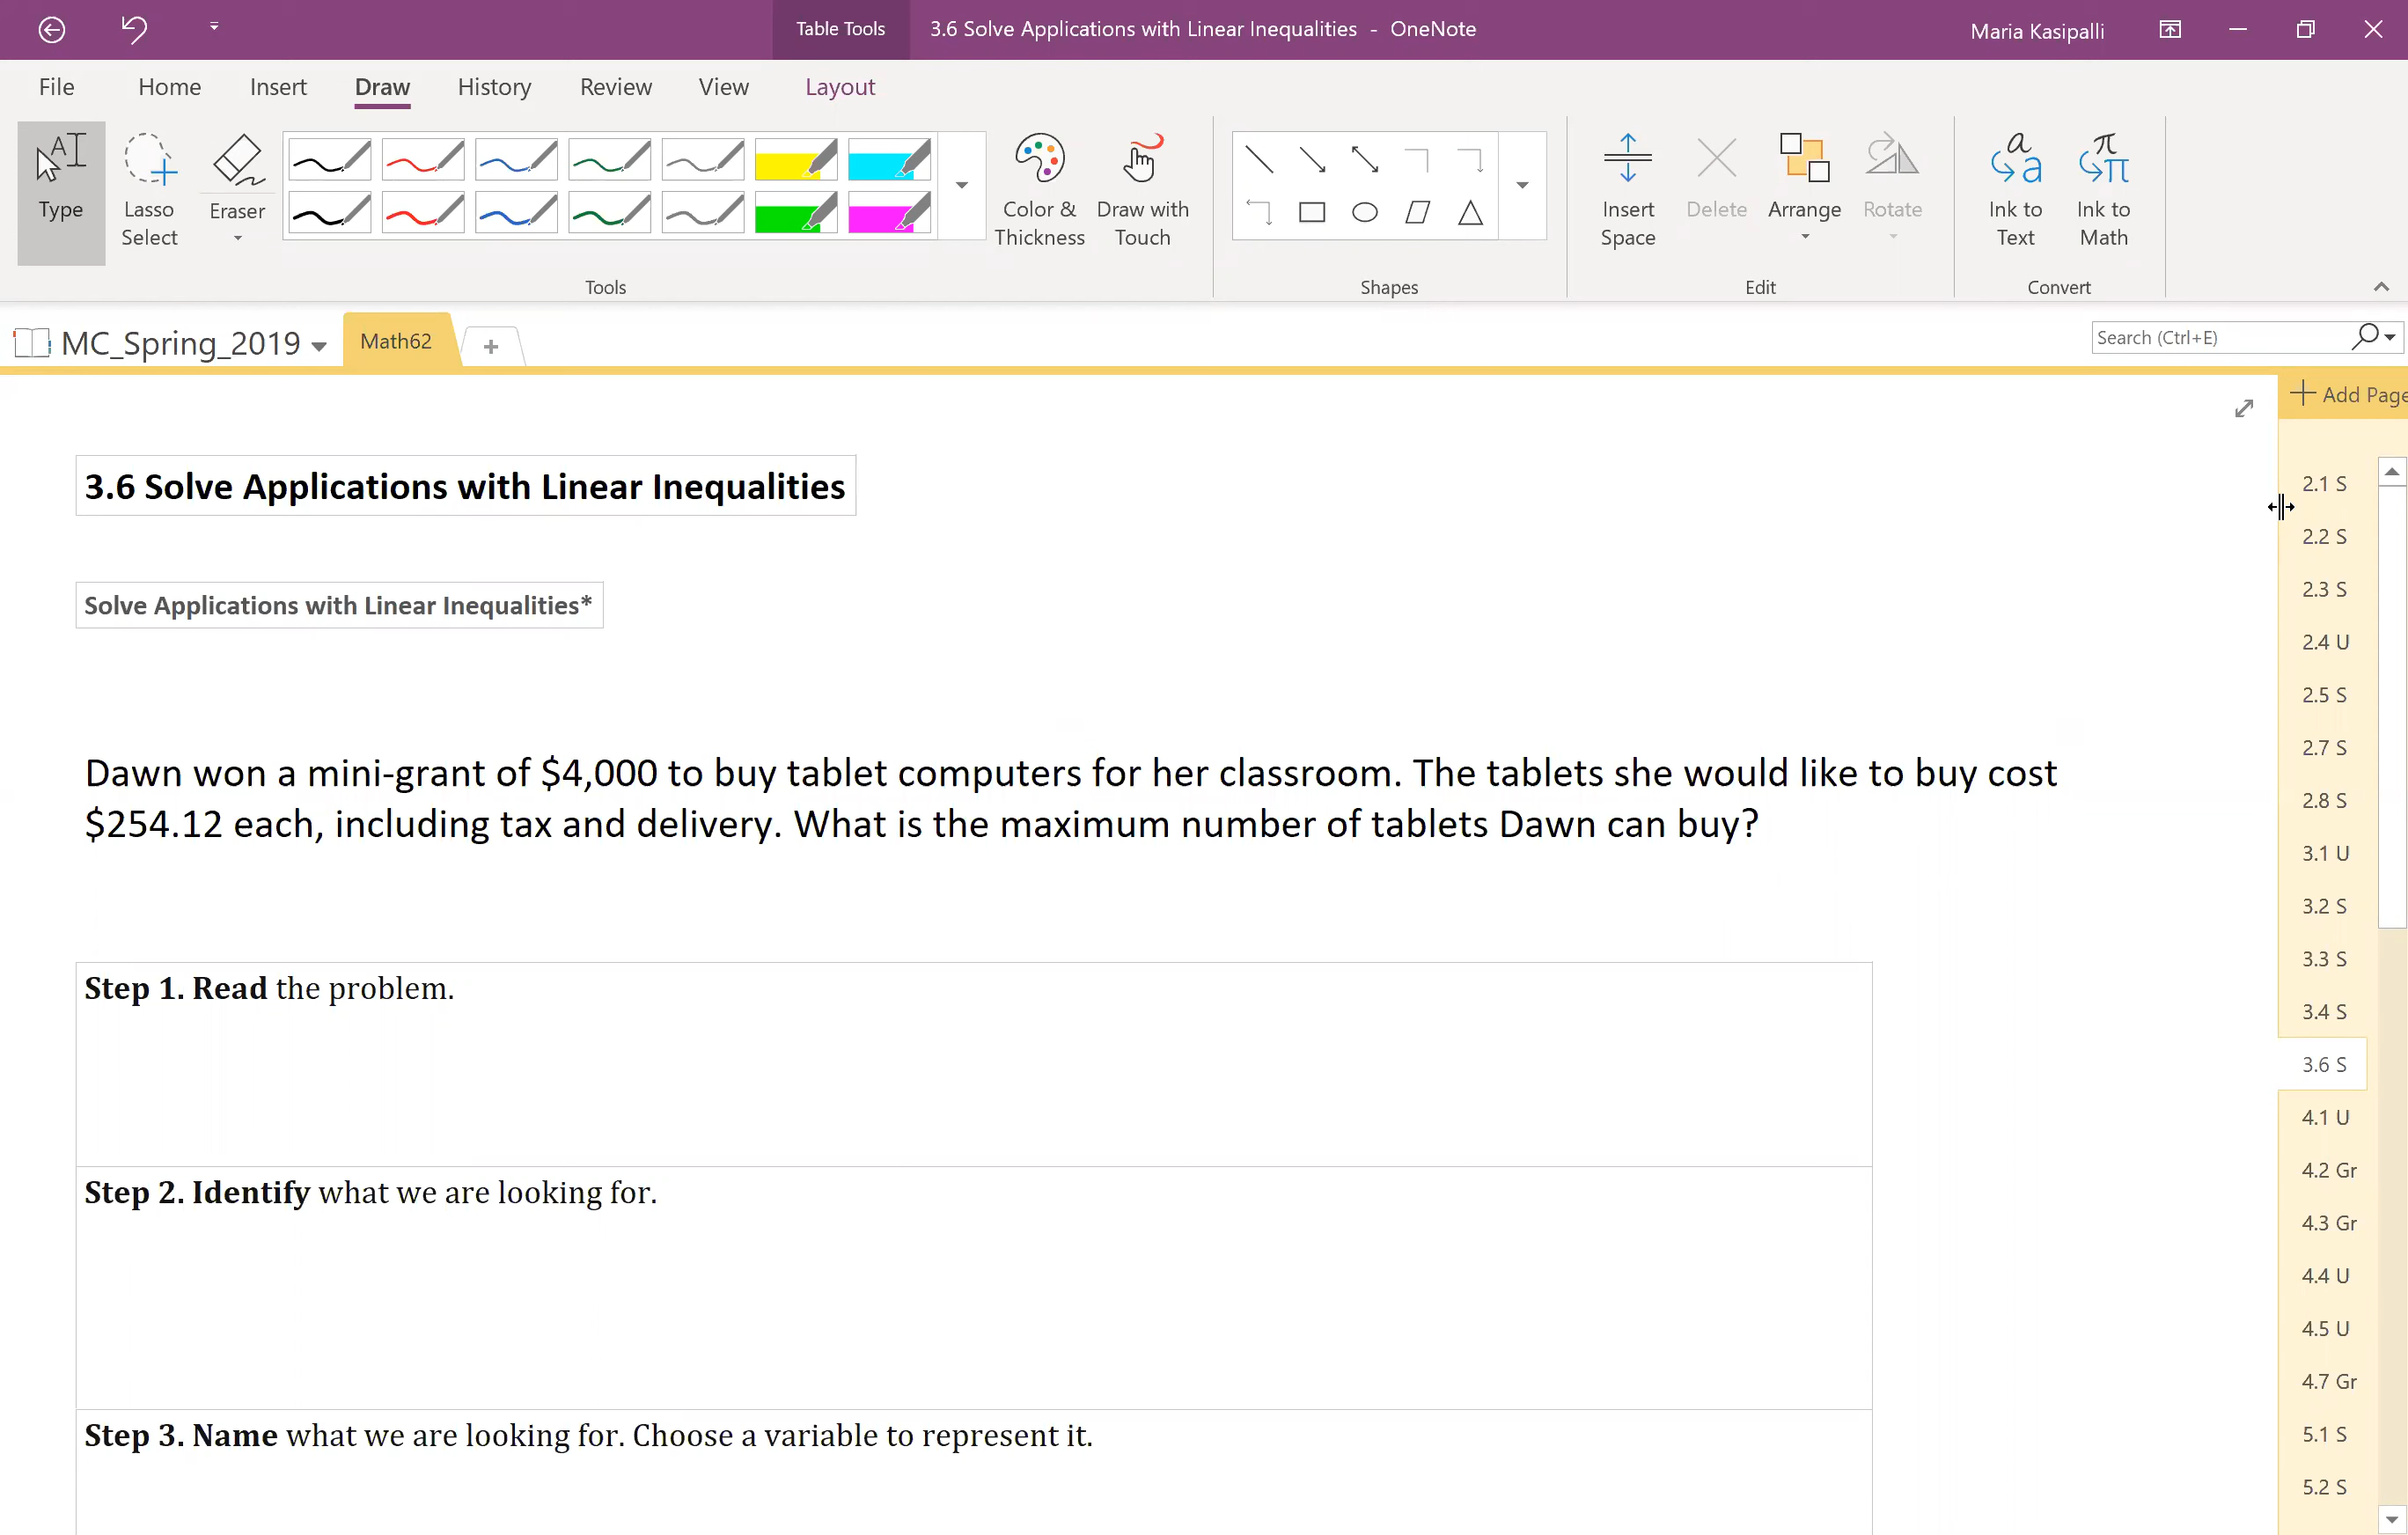 Table Tools
3.6 Solve Applications with Linear Inequalities - OneNote
Maria Kasipalli
File
Home
Insert
Draw
History
Review
View
Layout
Type
Lasso
Select
Eraser
Color &
Thickness
Draw with
Touch
Insert
Space
Delete
Arrange
Rotate
Ink to
Text
Ink to
Math
Tools
Shapes
Edit
Convert
MC_Spring_2019
Math62
Search (Ctrl+E)
Add Page
3.6 Solve Applications with Linear Inequalities
Solve Applications with Linear Inequalities*
Dawn won a mini-grant of $4,000 to buy tablet computers for her classroom. The tablets she would like to buy cost
$254.12 each, including tax and delivery. What is the maximum number of tablets Dawn can buy?
Step 1. Read the problem.
Step 2. Identify what we are looking for.
Step 3. Name what we are looking for. Choose a variable to represent it.
2.1 S
2.2 S
2.3 S
2.4 U
2.5 S
2.7 S
2.8 S
3.1 U
3.2 S
3.3 S
3.4 S
3.6 S
4.1 U
4.2 Gr
4.3 Gr
4.4 U
4.5 U
4.7 Gr
5.1 S
5.2 S